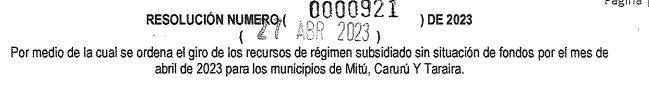 Página
RESOLUCIÓN NUMERO ( 0000921 ) DE 2023
( 27 ABR 2023 )
Por medio de la cual se ordena el giro de los recursos de régimen subsidiado sin situación de fondos por el mes de
abril de 2023 para los municipios de Mitú, Carurú Y Taraira.